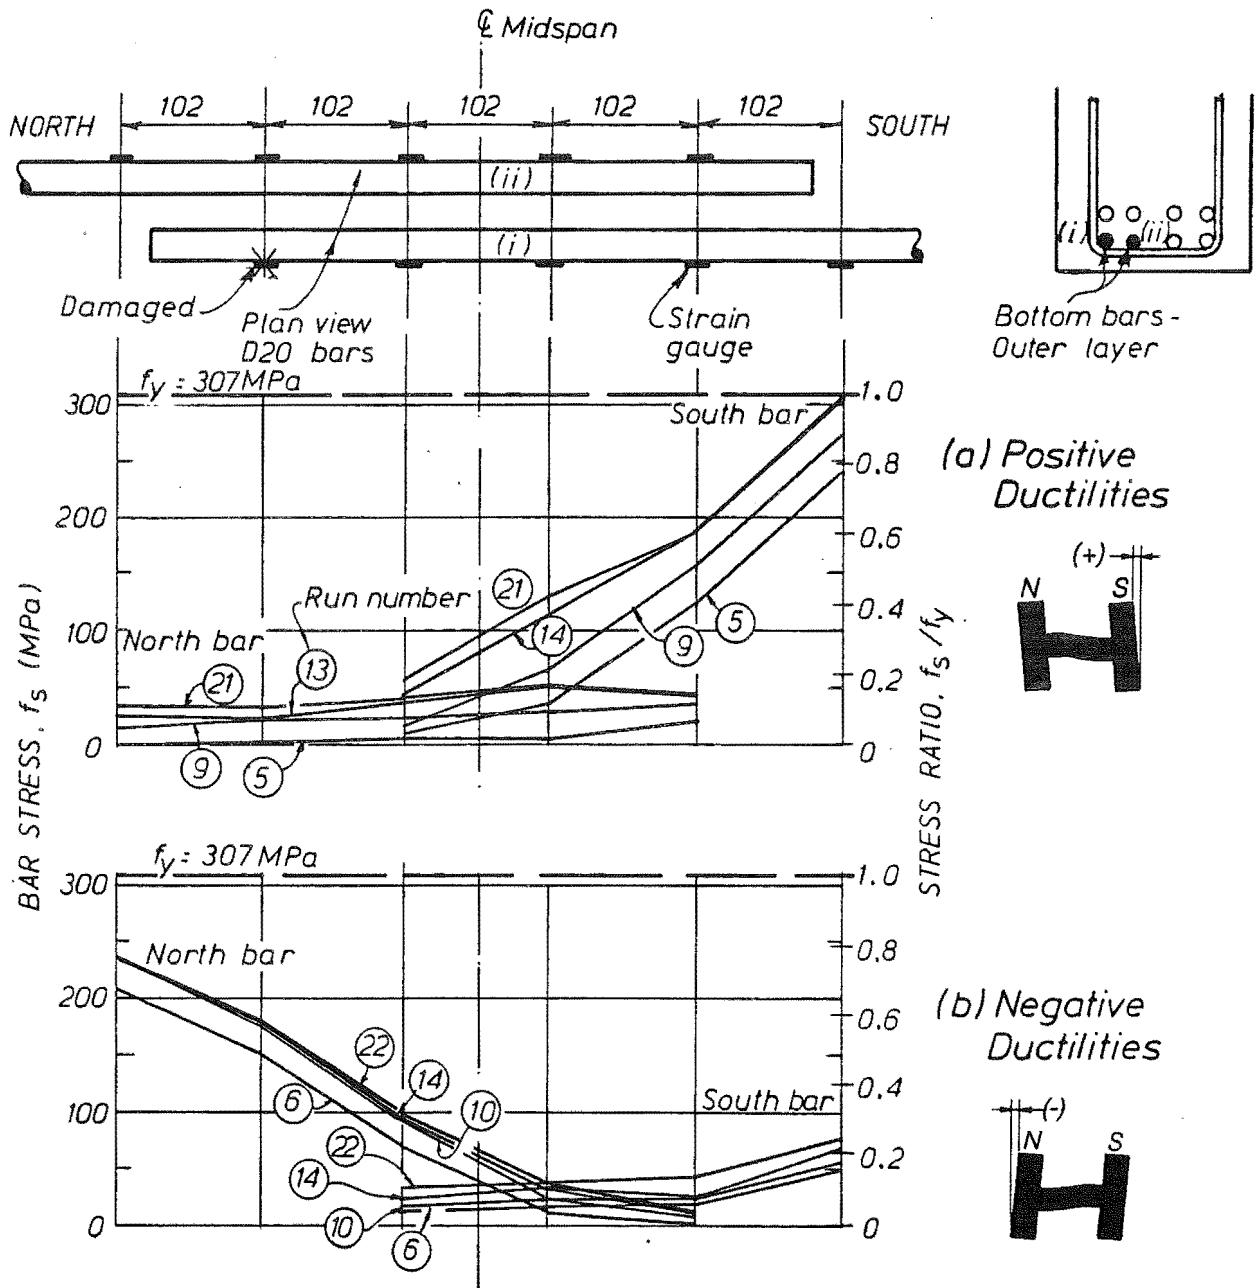 ℄ Midspan
102 102 102 102 102
NORTH
SOUTH
(ii)
(i)
Damaged
Plan view
D20 bars
Strain
gauge
(i) (ii)
Bottom bars -
Outer layer
fy = 307MPa
300
200
100
0
1.0
0.8
0.6
0.4
0.2
0
South bar
North bar
Run number
21
14
9
5
21
13
9
5
(a) Positive
Ductilities
(+)
N S
BAR STRESS, fs (MPa)
STRESS RATIO, fs/fy
fy = 307MPa
300
200
100
0
1.0
0.8
0.6
0.4
0.2
0
North bar
South bar
22
14
10
6
22
14
10
6
(b) Negative
Ductilities
(-)
N S